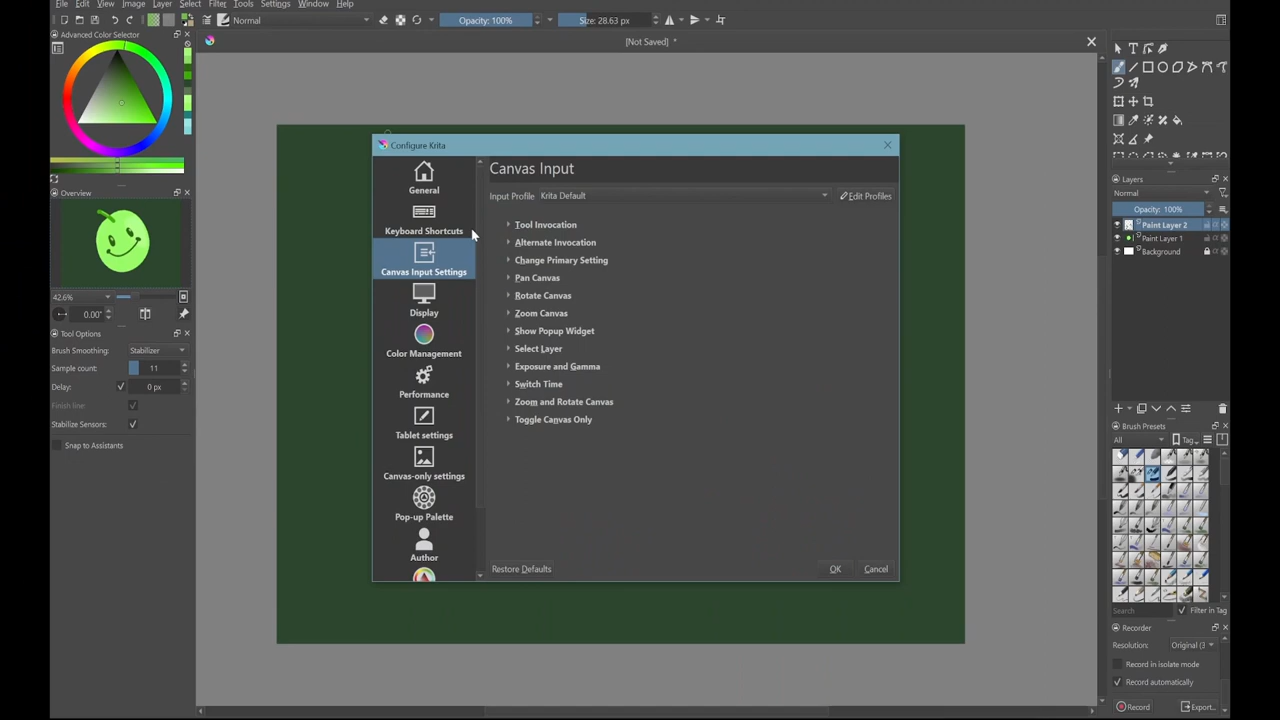 File Edit View Image Layer Select Filter Tools Settings Window Help
Normal Opacity: 100% Size: 28.63 px
Advanced Color Selector
[Not Saved] *
Overview
42.6%
0.00°
Tool Options
Brush Smoothing: Stabilizer
Sample count: 11
Delay: 0 px
Finish line:
Stabilize Sensors:
Snap to Assistants
Configure Krita
General
Keyboard Shortcuts
Canvas Input Settings
Display
Color Management
Performance
Tablet settings
Canvas-only settings
Pop-up Palette
Author
Canvas Input
Input Profile Krita Default Edit Profiles
Tool Invocation
Alternate Invocation
Change Primary Setting
Pan Canvas
Rotate Canvas
Zoom Canvas
Show Popup Widget
Select Layer
Exposure and Gamma
Switch Time
Zoom and Rotate Canvas
Toggle Canvas Only
Restore Defaults OK Cancel
Layers
Normal
Opacity: 100%
Paint Layer 2
Paint Layer 1
Background
Brush Presets
All Tag
Search Filter in Tag
Recorder
Resolution: Original (
Record in isolate mode
Record automatically
Record Export...